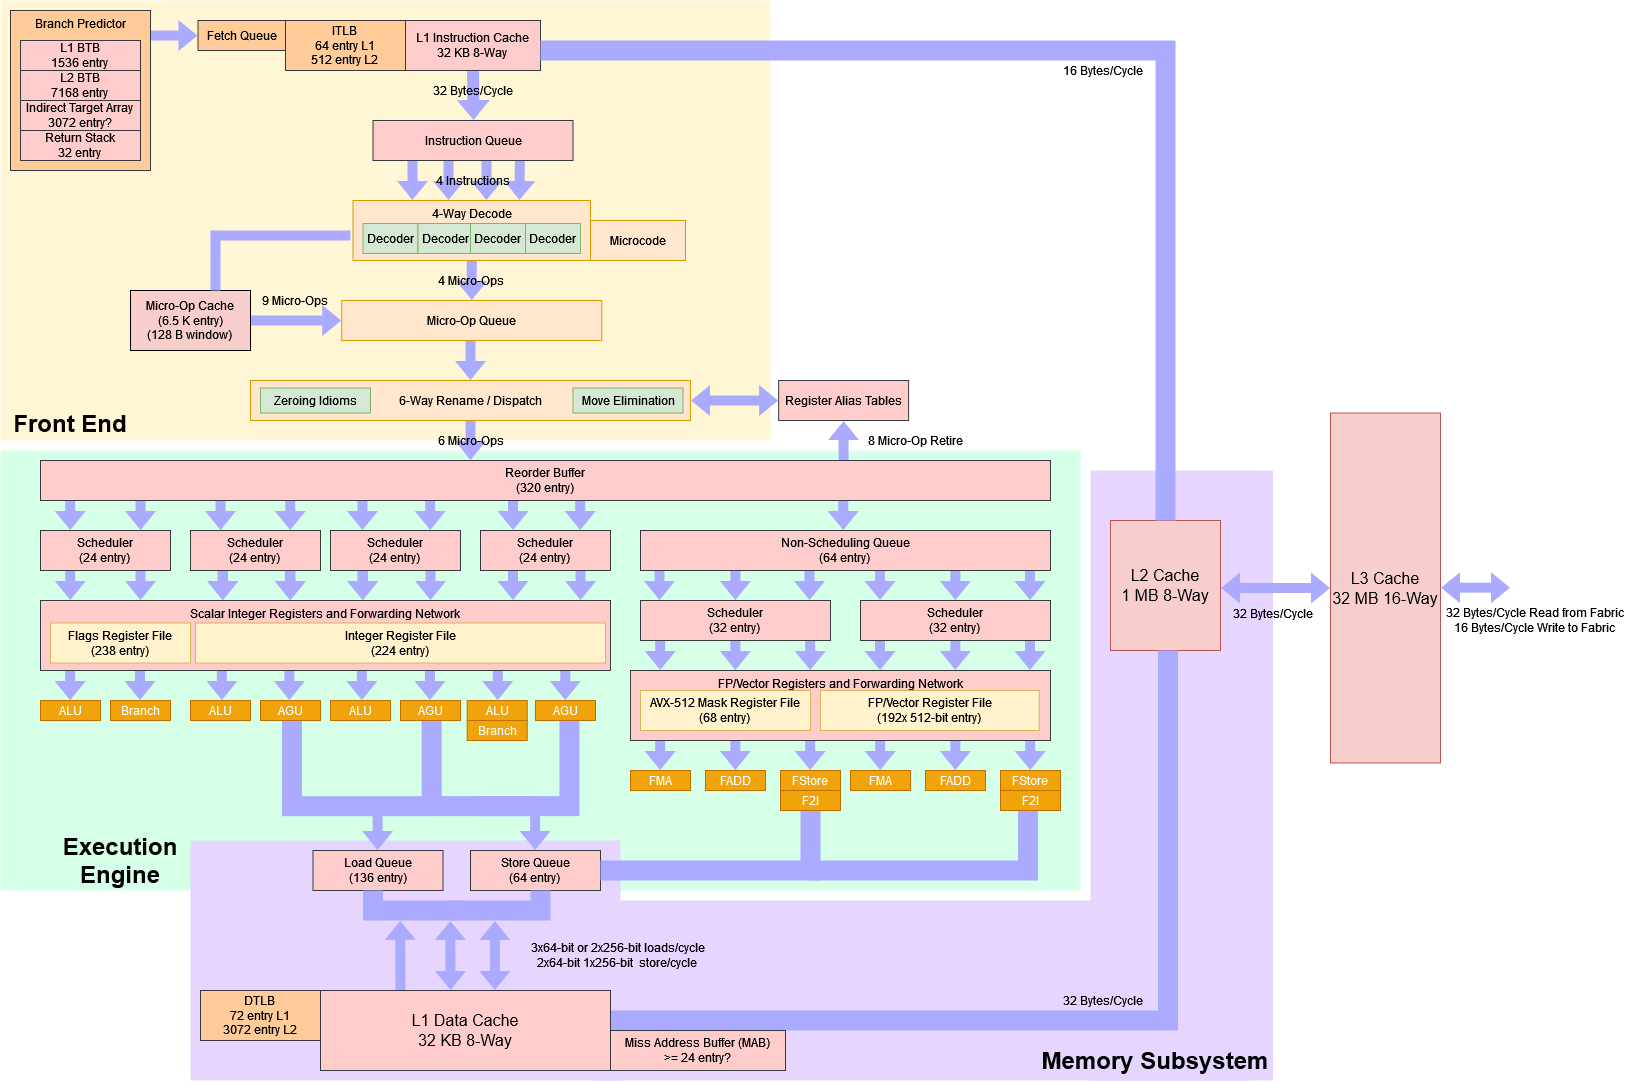 Branch Predictor
L1 BTB
1536 entry
L2 BTB
7168 entry
Indirect Target Array
3072 entry?
Return Stack
32 entry
Fetch Queue
ITLB
64 entry L1
512 entry L2
L1 Instruction Cache
32 KB 8-Way
16 Bytes/Cycle
32 Bytes/Cycle
Instruction Queue
4 Instructions
4-Way Decode
Decoder
Decoder
Decoder
Decoder
Microcode
4 Micro-Ops
Micro-Op Cache
(6.5 K entry)
(128 B window)
9 Micro-Ops
Micro-Op Queue
Zeroing Idioms
6-Way Rename / Dispatch
Move Elimination
Register Alias Tables
Front End
6 Micro-Ops
8 Micro-Op Retire
Reorder Buffer
(320 entry)
Scheduler
(24 entry)
Scheduler
(24 entry)
Scheduler
(24 entry)
Scheduler
(24 entry)
Non-Scheduling Queue
(64 entry)
Scalar Integer Registers and Forwarding Network
Flags Register File
(238 entry)
Integer Register File
(224 entry)
Scheduler
(32 entry)
Scheduler
(32 entry)
FP/Vector Registers and Forwarding Network
AVX-512 Mask Register File
(68 entry)
FP/Vector Register File
(192x 512-bit entry)
ALU
Branch
ALU
AGU
ALU
AGU
ALU
Branch
AGU
FMA
FADD
FStore
F2I
FMA
FADD
FStore
F2I
L2 Cache
1 MB 8-Way
32 Bytes/Cycle
L3 Cache
32 MB 16-Way
32 Bytes/Cycle Read from Fabric
16 Bytes/Cycle Write to Fabric
Execution
Engine
Load Queue
(136 entry)
Store Queue
(64 entry)
3x64-bit or 2x256-bit loads/cycle
2x64-bit 1x256-bit store/cycle
DTLB
72 entry L1
3072 entry L2
L1 Data Cache
32 KB 8-Way
32 Bytes/Cycle
Miss Address Buffer (MAB)
>= 24 entry?
Memory Subsystem